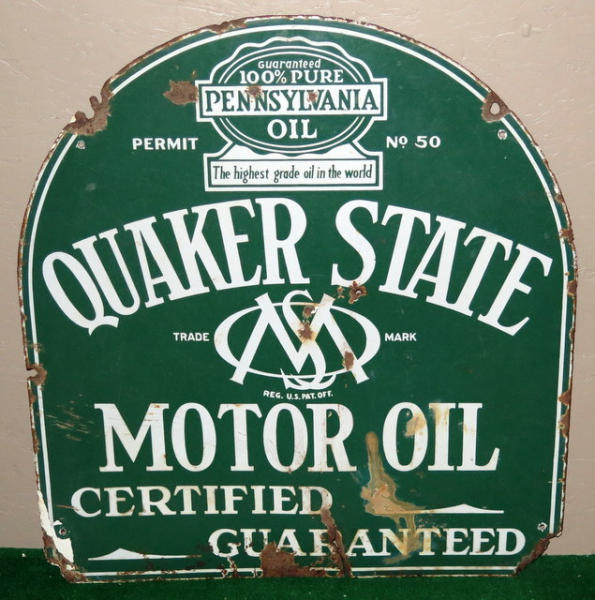 Guaranteed
100% PURE
PENNSYLVANIA
OIL
PERMIT Nº 50
The highest grade oil in the world
QUAKER STATE
TRADE MARK
REG. U.S. PAT. OFF.
MOTOR OIL
CERTIFIED
GUARANTEED